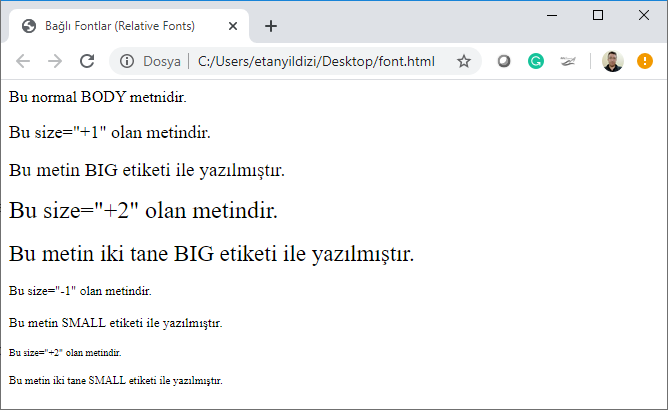 Bağlı Fontlar (Relative Fonts)
Dosya C:/Users/etanyildizi/Desktop/font.html
Bu normal BODY metnidir.
Bu size="+1" olan metindir.
Bu metin BIG etiketi ile yazılmıştır.
Bu size="+2" olan metindir.
Bu metin iki tane BIG etiketi ile yazılmıştır.
Bu size="-1" olan metindir.
Bu metin SMALL etiketi ile yazılmıştır.
Bu size="+2" olan metindir.
Bu metin iki tane SMALL etiketi ile yazılmıştır.